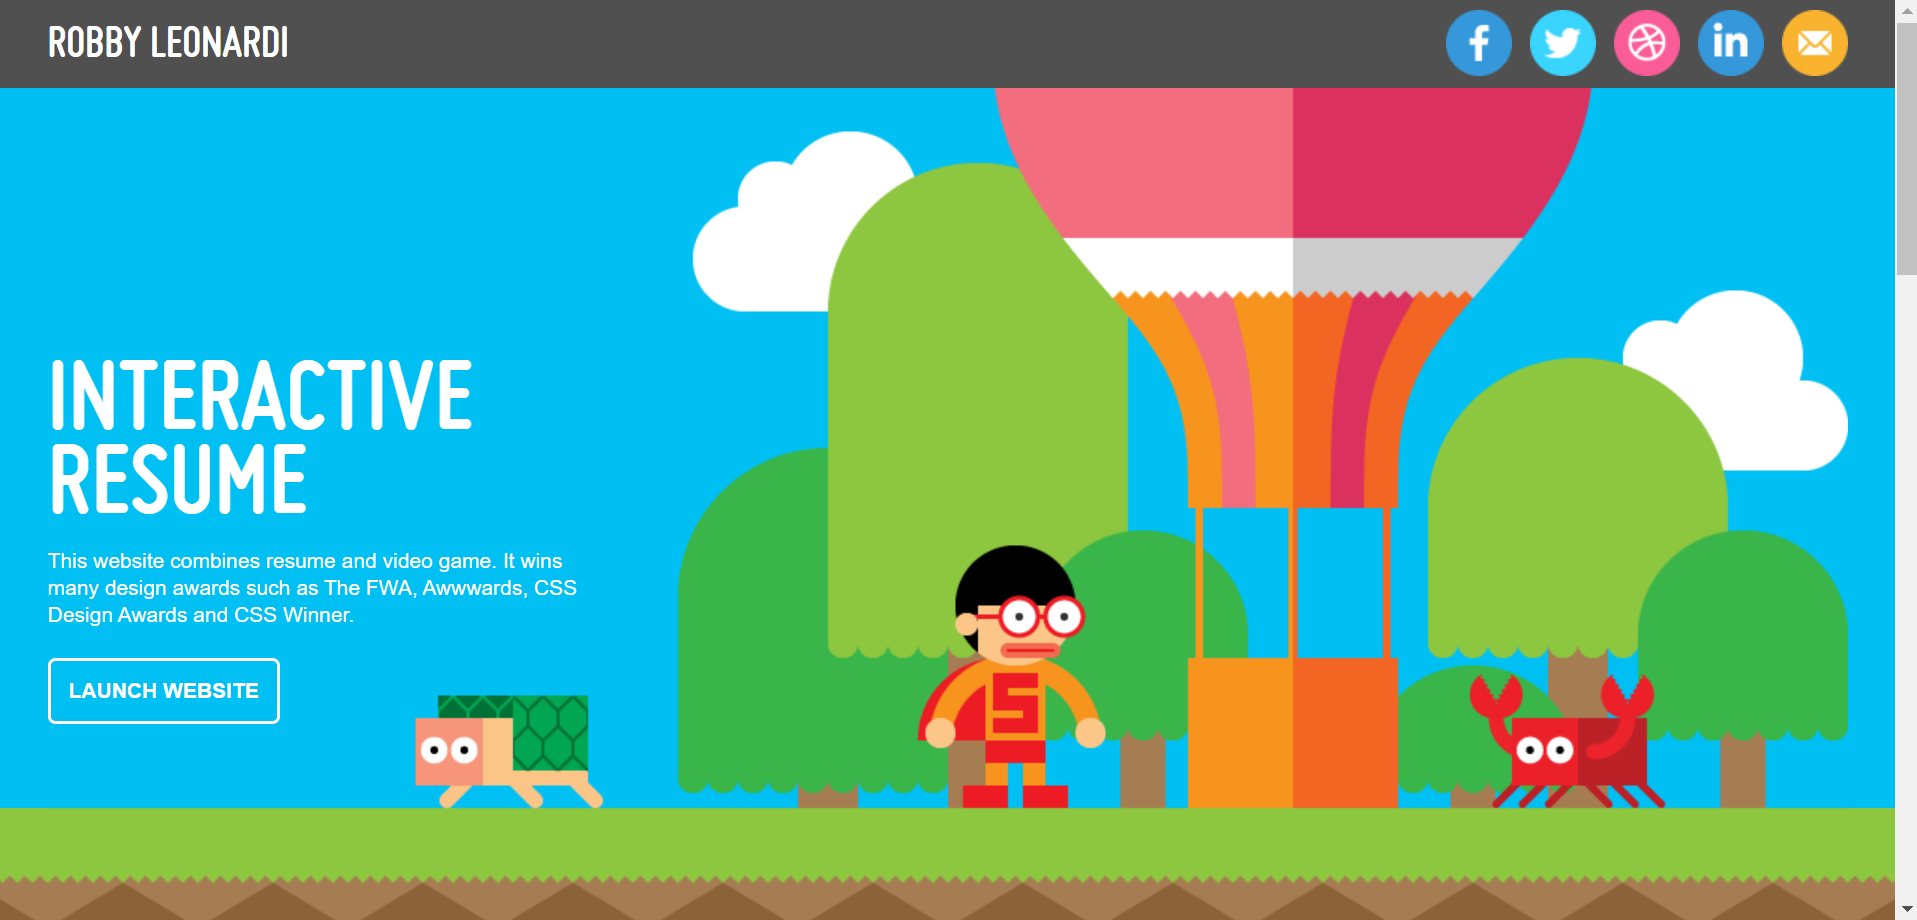 ROBBY LEONARDI
f
in
INTERACTIVE
RESUME
This website combines resume and video game. It wins
many design awards such as The FWA, Awwwards, CSS
Design Awards and CSS Winner.
LAUNCH WEBSITE
S